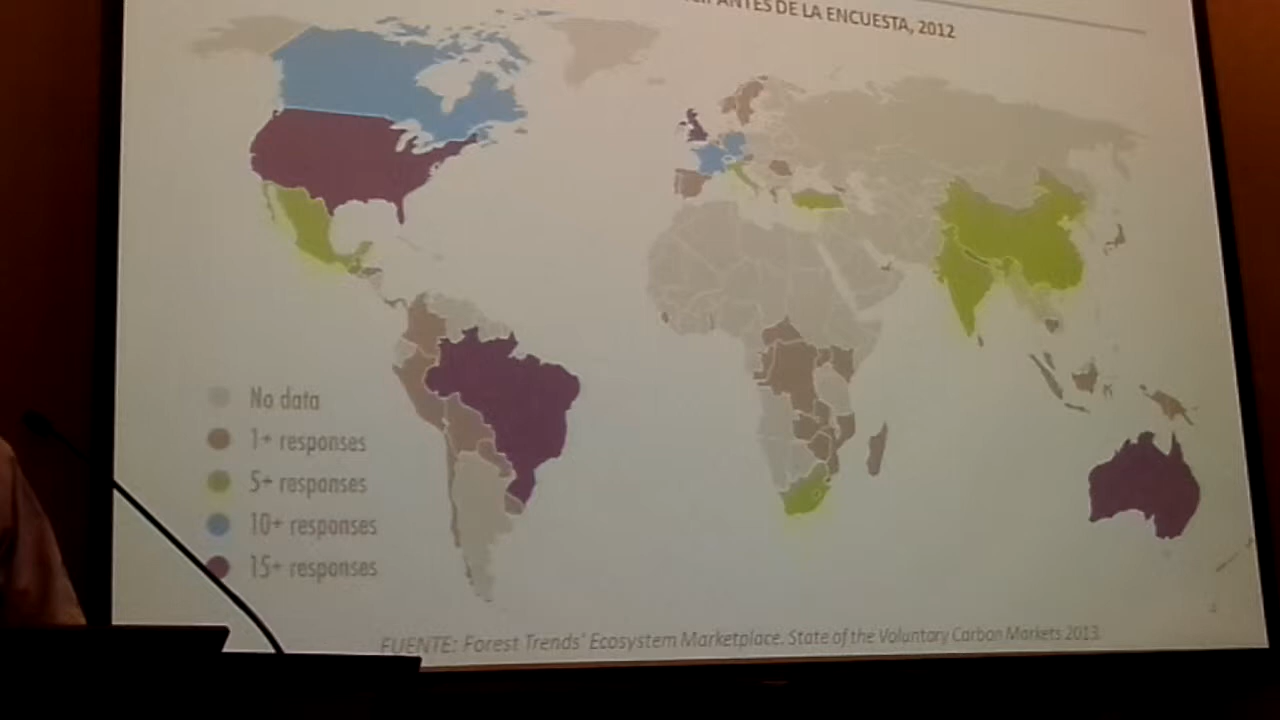 ANTES DE LA ENCUESTA, 2012
No data
1+ responses
5+ responses
10+ responses
15+ responses
FUENTE: Forest Trends' Ecosystem Marketplace. State of the Voluntary Carbon Markets 2013.